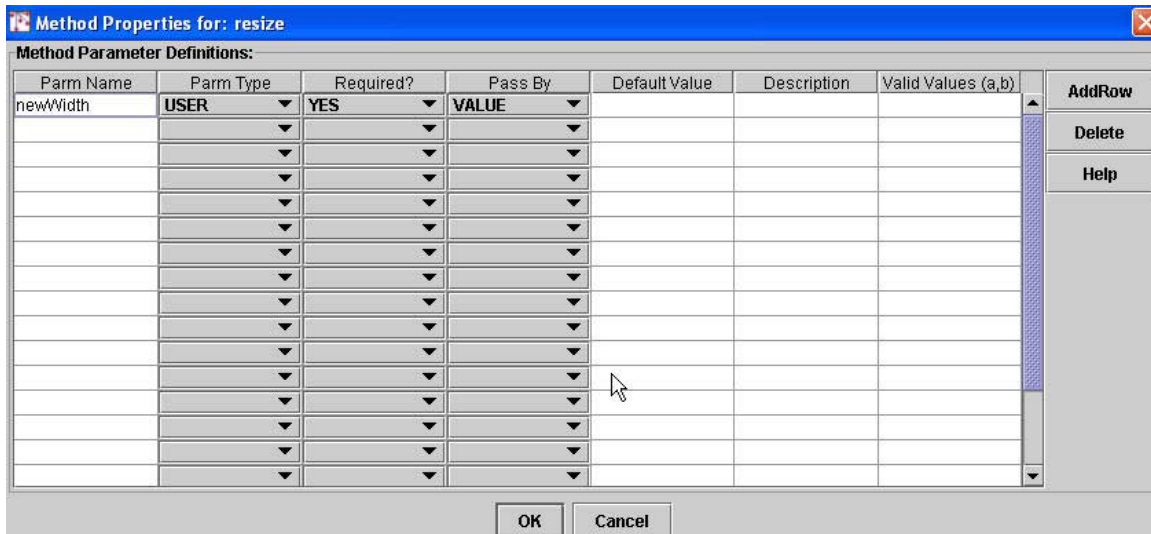 Method Properties for: resize
Method Parameter Definitions:
Parm Name Parm Type Required? Pass By Default Value Description Valid Values (a,b)
newWidth USER YES VALUE
AddRow
Delete
Help
OK Cancel